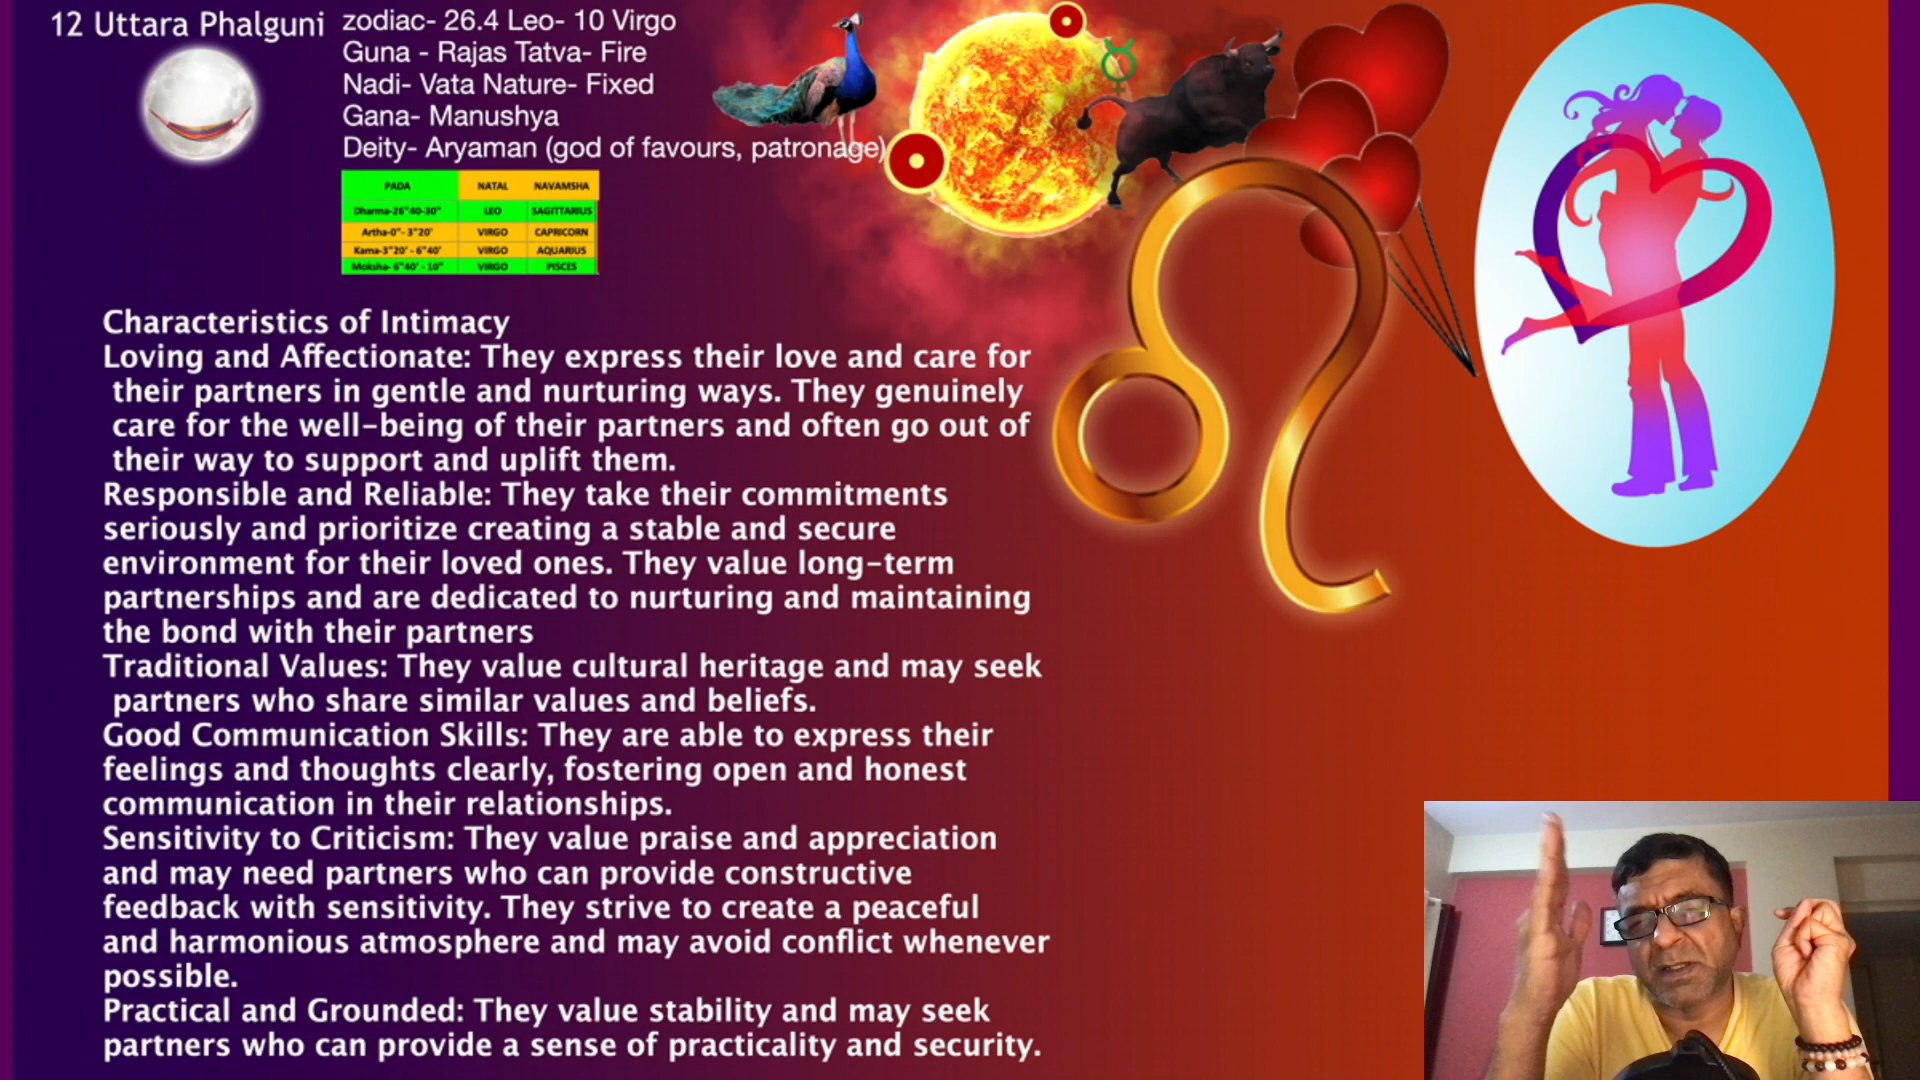 12 Uttara Phalguni
zodiac- 26.4 Leo- 10 Virgo
Guna - Rajas Tatva- Fire
Nadi- Vata Nature- Fixed
Gana- Manushya
Deity- Aryaman (god of favours, patronage)
PADA NATAL NAVAMSHA
Dharma-26°40-30° LEO SAGITTARIUS
Artha-0°- 3°20' VIRGO CAPRICORN
Kama-3°20' - 6°40' VIRGO AQUARIUS
Moksha- 6°40' - 10° VIRGO PISCES
Characteristics of Intimacy
Loving and Affectionate: They express their love and care for
their partners in gentle and nurturing ways. They genuinely
care for the well-being of their partners and often go out of
their way to support and uplift them.
Responsible and Reliable: They take their commitments
seriously and prioritize creating a stable and secure
environment for their loved ones. They value long-term
partnerships and are dedicated to nurturing and maintaining
the bond with their partners
Traditional Values: They value cultural heritage and may seek
partners who share similar values and beliefs.
Good Communication Skills: They are able to express their
feelings and thoughts clearly, fostering open and honest
communication in their relationships.
Sensitivity to Criticism: They value praise and appreciation
and may need partners who can provide constructive
feedback with sensitivity. They strive to create a peaceful
and harmonious atmosphere and may avoid conflict whenever
possible.
Practical and Grounded: They value stability and may seek
partners who can provide a sense of practicality and security.